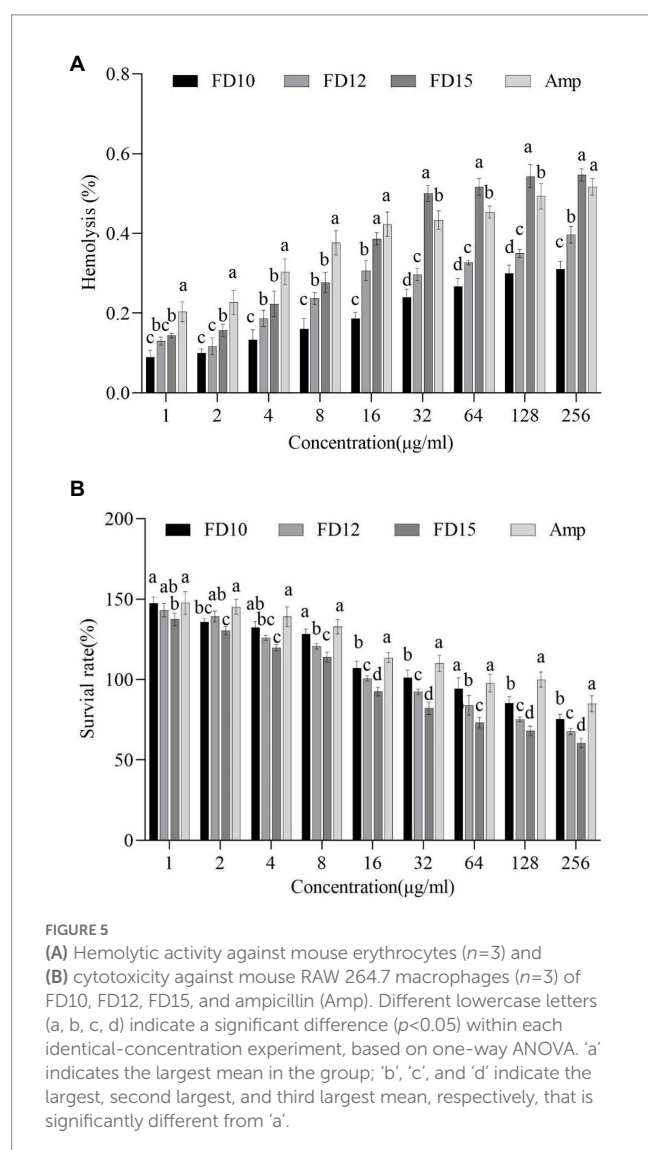 A
0.8
FD10 FD12 FD15 Amp
0.6
0.4
0.2
0.0
Hemolysis (%)
c bc b a
c c b a
c b b a
c b b a
c b a a
d c a b
d c a b
d c a b
c b a a
1 2 4 8 16 32 64 128 256
Concentration(μg/ml)
B
200
FD10 FD12 FD15 Amp
150
100
50
0
Survial rate(%)
a ab b a
bc ab c a
ab bc c a
a b c a
b c d a
b c d a
a b c a
b c d a
b c d a
1 2 4 8 16 32 64 128 256
Concentration(μg/ml)
FIGURE 5
(A) Hemolytic activity against mouse erythrocytes (n=3) and
(B) cytotoxicity against mouse RAW 264.7 macrophages (n=3) of
FD10, FD12, FD15, and ampicillin (Amp). Different lowercase letters
(a, b, c, d) indicate a significant difference (p<0.05) within each
identical-concentration experiment, based on one-way ANOVA. ‘a’
indicates the largest mean in the group; ‘b’, ‘c’, and ‘d’ indicate the
largest, second largest, and third largest mean, respectively, that is
significantly different from ‘a’.